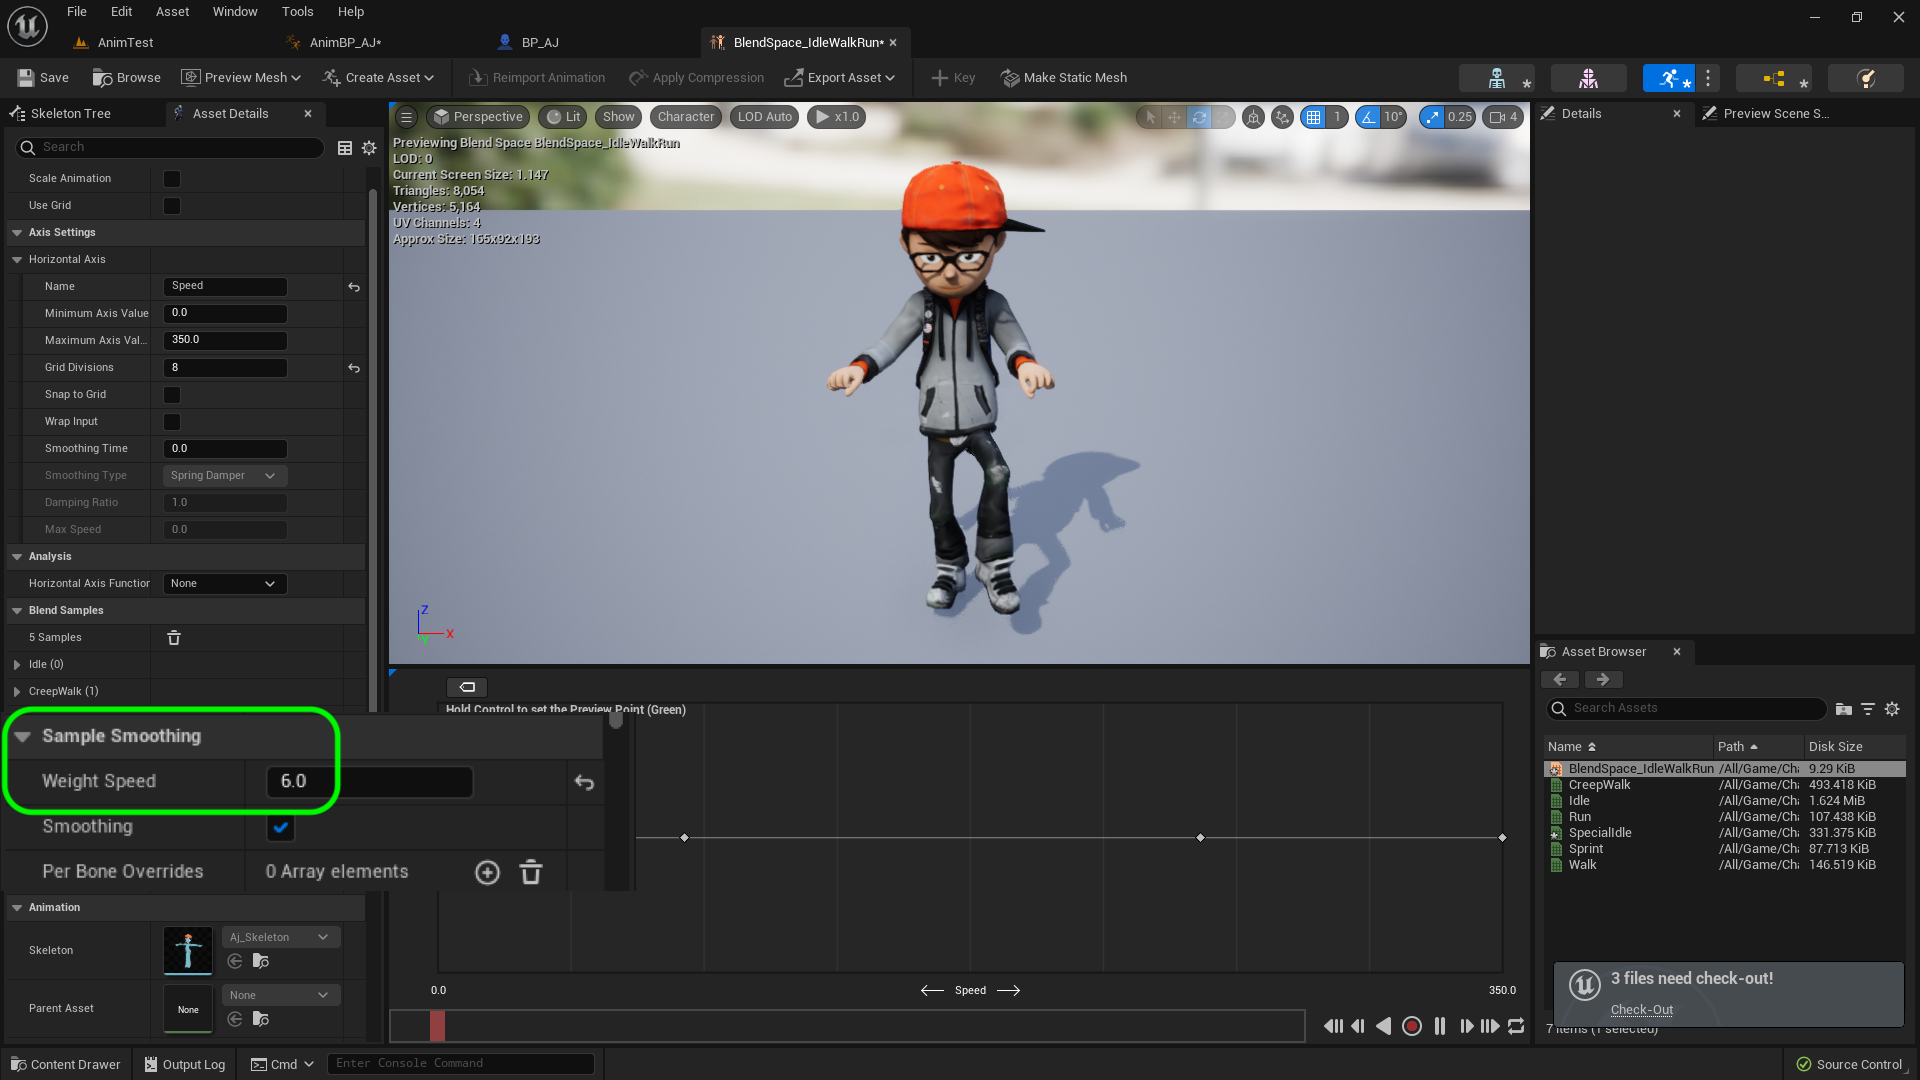 File Edit Asset Window Tools Help
AnimTest AnimBP_AJ* BP_AJ BlendSpace_IdleWalkRun*
Save Browse Preview Mesh Create Asset Reimport Animation Apply Compression Export Asset Key Make Static Mesh
Skeleton Tree Asset Details
Search
Scale Animation
Use Grid
Axis Settings
Horizontal Axis
Name Speed
Minimum Axis Value 0.0
Maximum Axis Val... 350.0
Grid Divisions 8
Snap to Grid
Wrap Input
Smoothing Time 0.0
Smoothing Type Spring Damper
Damping Ratio 1.0
Max Speed 0.0
Analysis
Horizontal Axis Function None
Blend Samples
5 Samples
Idle (0)
CreepWalk (1)
Sample Smoothing
Weight Speed 6.0
Smoothing
Per Bone Overrides 0 Array elements
Animation
Skeleton Aj_Skeleton
Parent Asset None None
Perspective Lit Show Character LOD Auto x1.0 1 10° 0.25 4
Previewing Blend Space BlendSpace_IdleWalkRun
LOD: 0
Current Screen Size: 1.147
Triangles: 8,054
Vertices: 5,164
UV Channels: 4
Approx Size: 165x92x193
Z
X
Y
Hold Control to set the Preview Point (Green)
0.0 Speed 350.0
Details Preview Scene S...
Asset Browser
Search Assets
Name Path Disk Size
BlendSpace_IdleWalkRun /All/Game/Cha 9.29 KiB
CreepWalk /All/Game/Cha 493.418 KiB
Idle /All/Game/Cha 1.624 MiB
Run /All/Game/Cha 107.438 KiB
SpecialIdle /All/Game/Cha 331.375 KiB
Sprint /All/Game/Cha 87.713 KiB
Walk /All/Game/Cha 146.519 KiB
3 files need check-out!
Check-Out
7 items (1 selected)
Content Drawer Output Log Cmd Enter Console Command Source Control